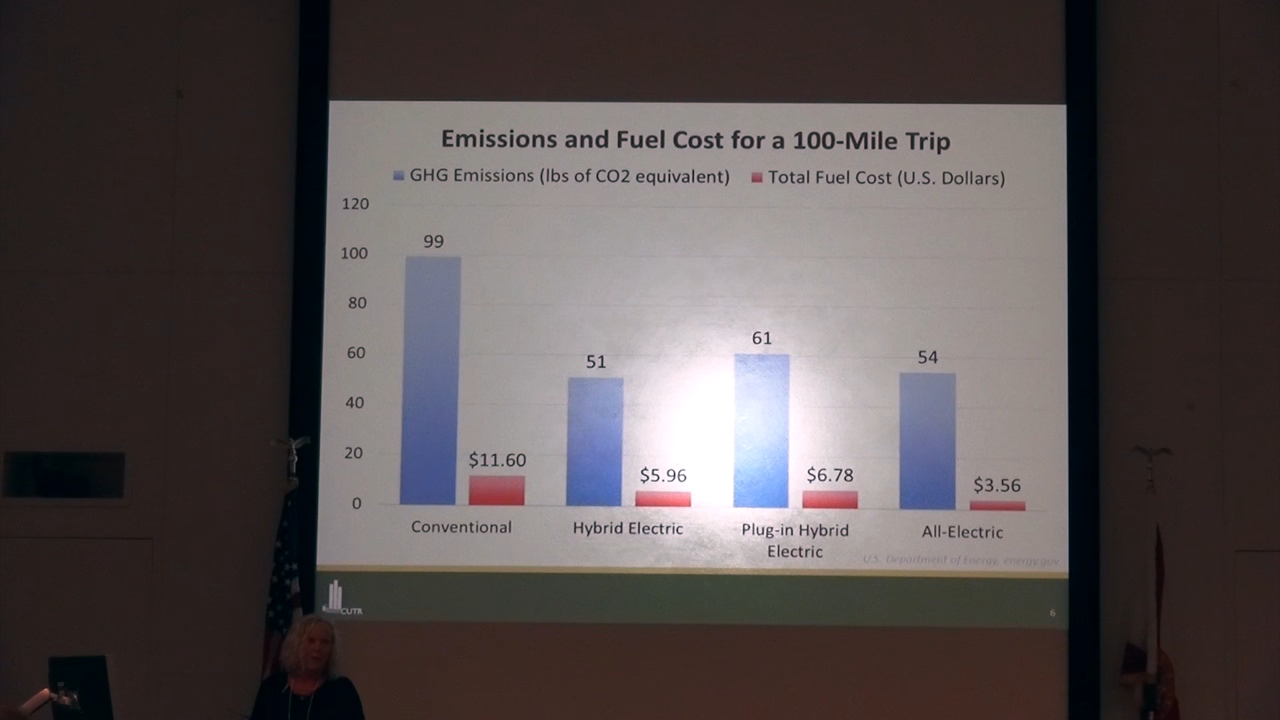 Emissions and Fuel Cost for a 100-Mile Trip
GHG Emissions (lbs of CO2 equivalent) Total Fuel Cost (U.S. Dollars)
120
100
80
60
40
20
0
99
$11.60
51
$5.96
61
$6.78
54
$3.56
Conventional
Hybrid Electric
Plug-in Hybrid
Electric
All-Electric
U.S. Department of Energy, energy.gov
CUTR
6